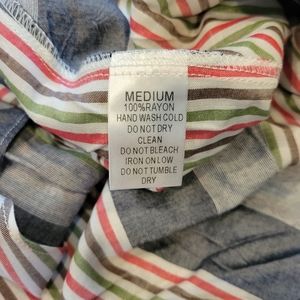 MEDIUM
100%RAYON
HAND WASH COLD
DO NOT DRY
CLEAN
DO NOT BLEACH
IRON ON LOW
DO NOT TUMBLE
DRY